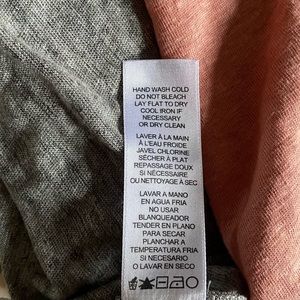 HAND WASH COLD
DO NOT BLEACH
LAY FLAT TO DRY
COOL IRON IF
NECESSARY
OR DRY CLEAN
LAVER À LA MAIN
À L'EAU FROIDE
JAVEL CHLORINE
SÉCHER À PLAT
REPASSAGE DOUX
SI NÉCESSAIRE
OU NETTOYAGE À SEC
LAVAR A MANO
EN AGUA FRIA
NO USAR
BLANQUEADOR
TENDER EN PLANO
PARA SECAR
PLANCHAR A
TEMPERATURA FRIA
SI ES NECESARIO
O LAVAR EN SECO